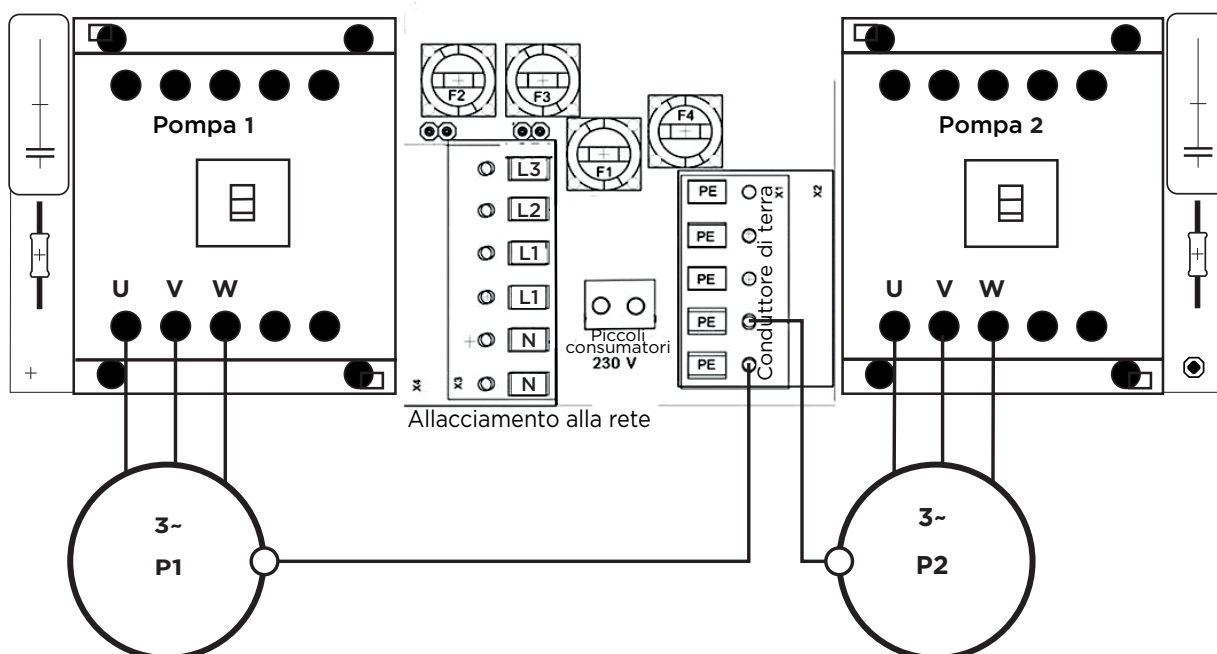 Pompa 1
U V W
F2
F3
F1
F4
L3
L2
L1
L1
N
N
X4
X3
Allacciamento alla rete
Piccoli
consumatori
230 V
PE
PE
PE
PE
PE
Conduttore di terra
X1
X2
Pompa 2
U V W
3~
P1
3~
P2